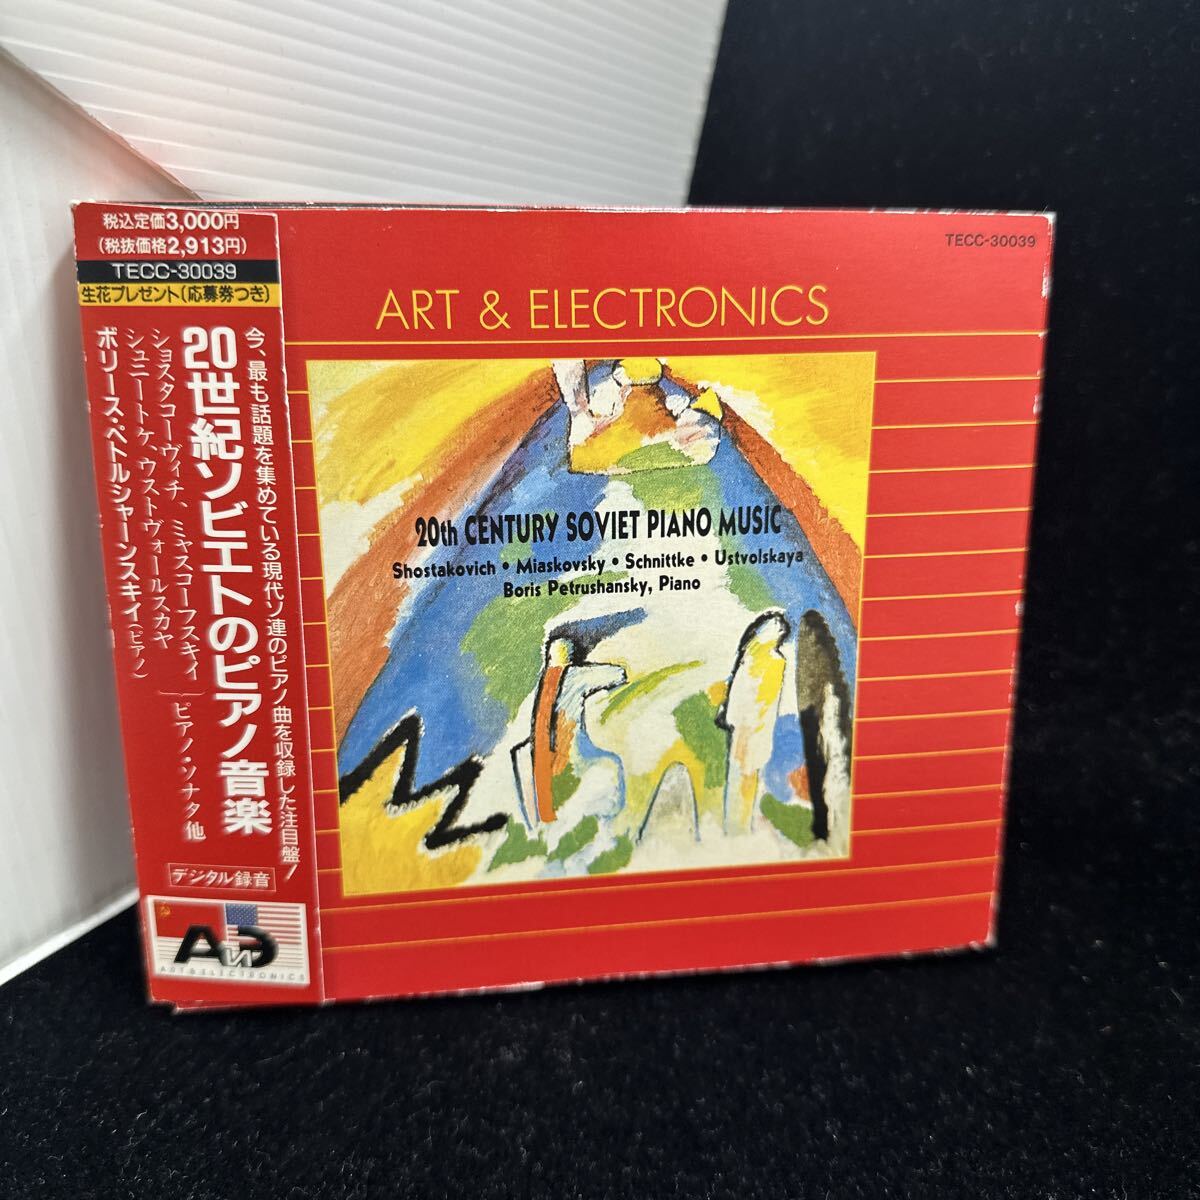 税込定価3,000円
(税抜価格2,913円)
TECC-30039
生花プレゼント(応募券つき)
今、最も話題を集めている現代ソ連のピアノ曲を収録した注目盤!
20世紀ソビエトのピアノ音楽
ショスタコーヴィチ、ミャスコーフスキィ
シュニートケ、ウストヴォールスカヤ
ピアノ・ソナタ他
ボリース・ペトルシャーンスキィ(ピアノ)
デジタル録音
ART & ELECTRONICS
TECC-30039
ART & ELECTRONICS
20th CENTURY SOVIET PIANO MUSIC
Shostakovich • Miaskovsky • Schnittke • Ustvolskaya
Boris Petrushansky, Piano